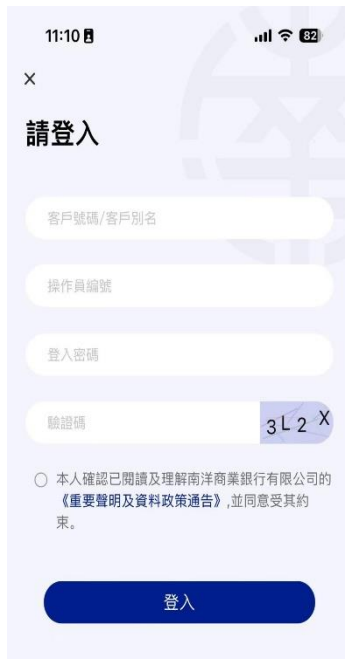 11:10
82
×
請登入
客戶號碼/客戶別名
操作員編號
登入密碼
驗證碼
3L2X
本人確認已閱讀及理解南洋商業銀行有限公司的
《重要聲明及資料政策通告》,並同意受其約
束。
登入